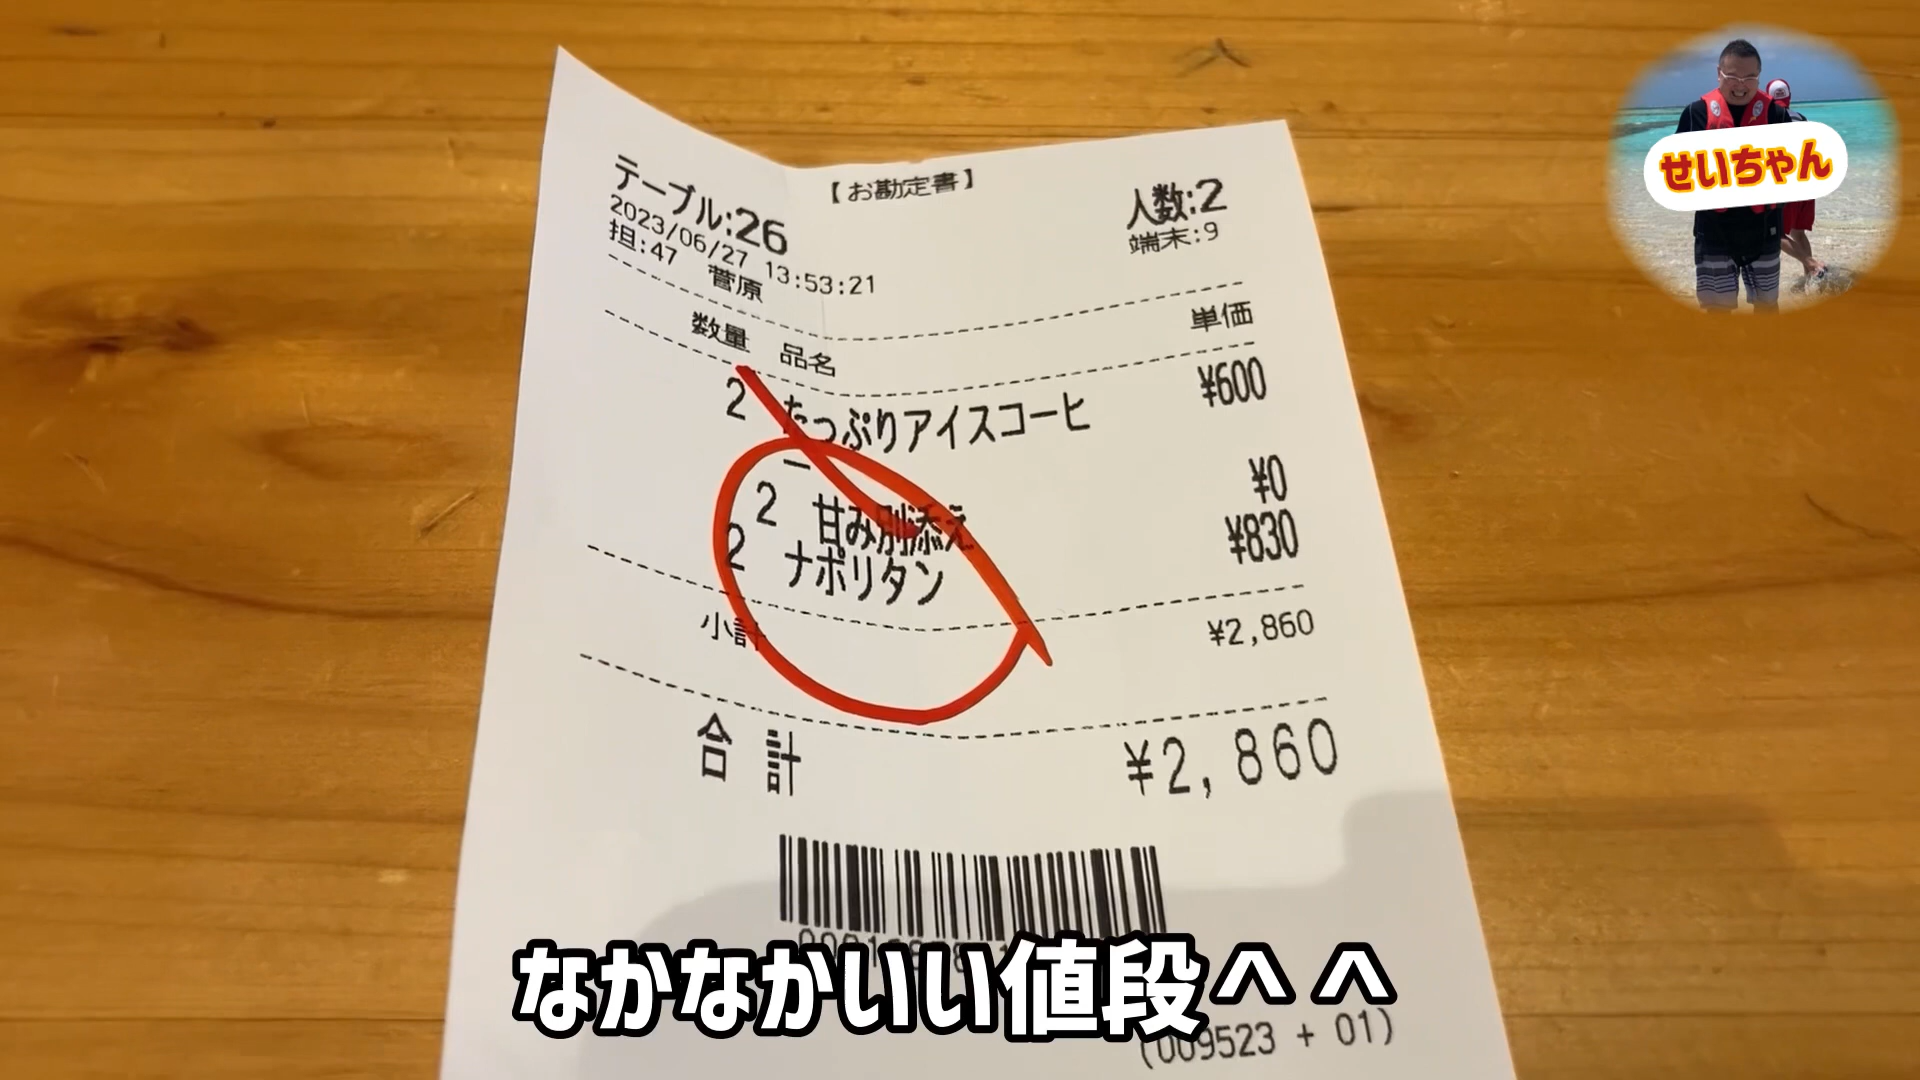 せいちゃん
【お勘定書】
テーブル:26
人数:2
2023/06/27 13:53:21
端末:9
担:47 菅原
数量 品名 単価
2 たっぷりアイスコーヒ ¥600
ー
2 甘み別添え ¥0
2 ナポリタン ¥830
小計 ¥2,860
合計 ¥2,860
なかなかいい値段^^
(009523 + 01)